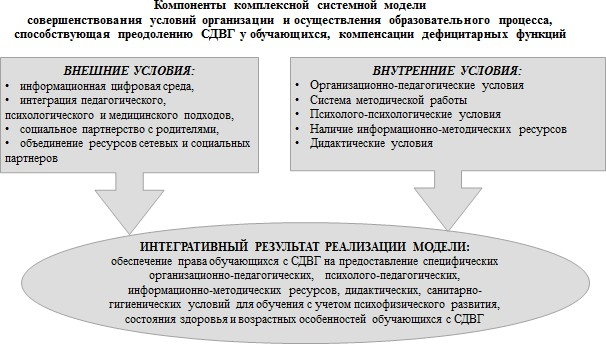 Компоненты комплексной системной модели
совершенствования условий организации и осуществления образовательного процесса,
способствующая преодолению СДВГ у обучающихся, компенсации дефицитарных функций
ВНЕШНИЕ УСЛОВИЯ:
• информационная цифровая среда,
• интеграция педагогического,
психологического и медицинского подходов,
• социальное партнерство с родителями,
• объединение ресурсов сетевых и социальных
партнеров
ВНУТРЕННИЕ УСЛОВИЯ:
• Организационно-педагогические условия
• Система методической работы
• Психолого-психологические условия
• Наличие информационно-методических ресурсов
• Дидактические условия
ИНТЕГРАТИВНЫЙ РЕЗУЛЬТАТ РЕАЛИЗАЦИИ МОДЕЛИ:
обеспечение права обучающихся с СДВГ на предоставление специфических
организационно-педагогических, психолого-педагогических,
информационно-методических ресурсов, дидактических, санитарно-
гигиенических условий для обучения с учетом психофизического развития,
состояния здоровья и возрастных особенностей обучающихся с СДВГ